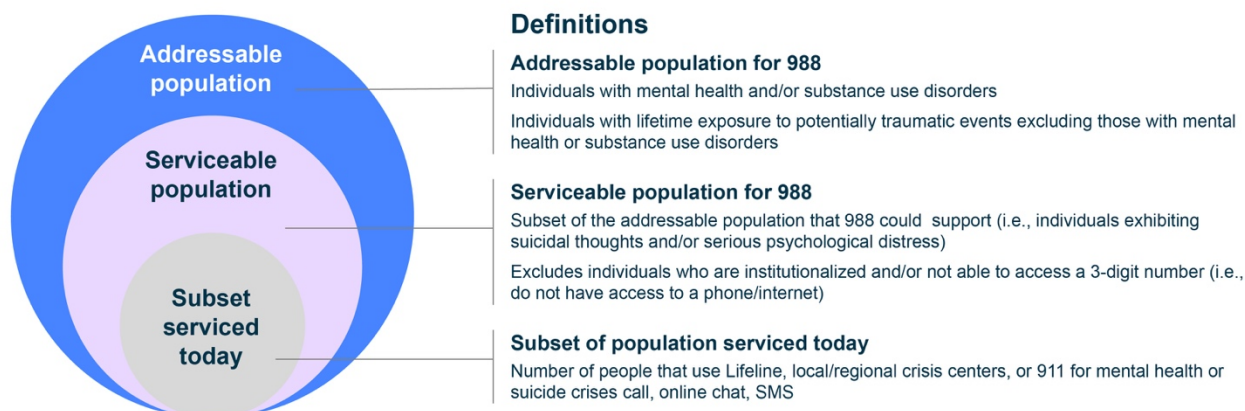 Addressable
population
Serviceable
population
Subset
serviced
today
Definitions
Addressable population for 988
Individuals with mental health and/or substance use disorders
Individuals with lifetime exposure to potentially traumatic events excluding those with mental
health or substance use disorders
Serviceable population for 988
Subset of the addressable population that 988 could support (i.e., individuals exhibiting
suicidal thoughts and/or serious psychological distress)
Excludes individuals who are institutionalized and/or not able to access a 3-digit number (i.e.,
do not have access to a phone/internet)
Subset of population serviced today
Number of people that use Lifeline, local/regional crisis centers, or 911 for mental health or
suicide crises call, online chat, SMS